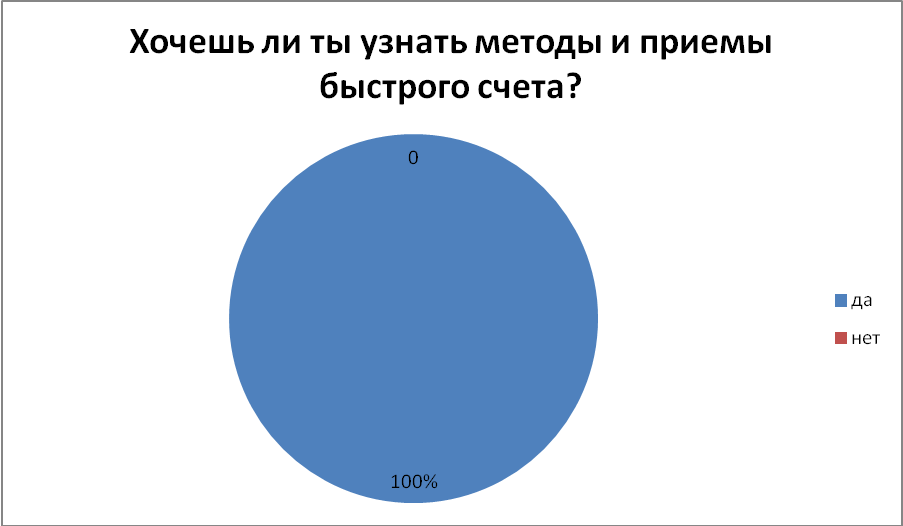 Хочешь ли ты узнать методы и приемы
быстрого счета?
0
да
нет
100%